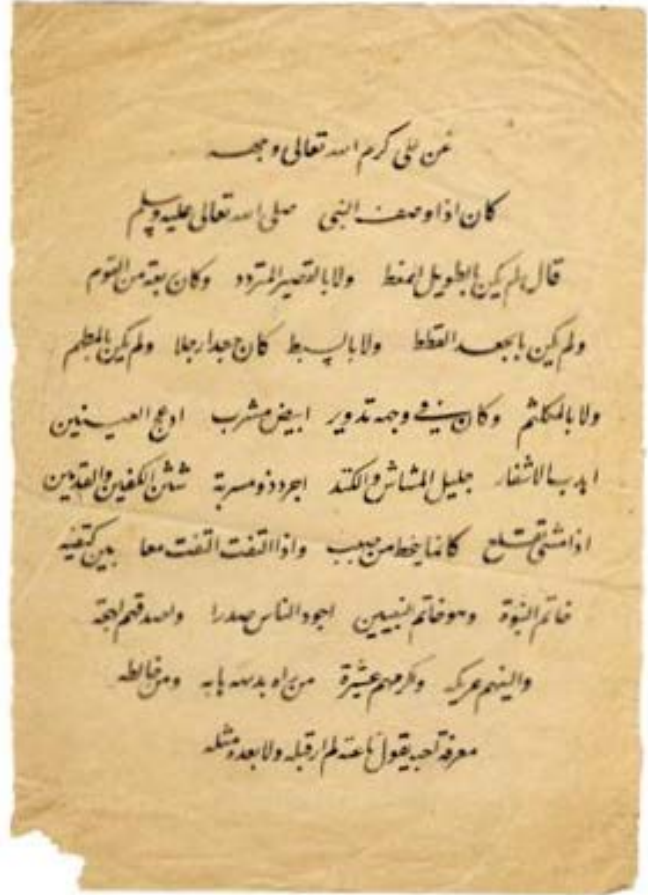 عن على كرم الله تعالى وجهه
كان اذا وصف النبى صلى الله تعالى عليه وسلم
قال لم يكن بالطويل الممغط ولا بالقصير المتردد وكان ربعة من القوم
ولم يكن بالجعد القطط ولا بالسبط كان جعدا رجلا ولم يكن بالمطهم
ولا بالمكلثم وكان فى وجهه تدوير ابيض مشرب ادعج العينين
اهدب الاشفار جليل المشاش والكتد اجرد ذو مسربة شثن الكفين والقدمين
اذا مشى تقلع كانما ينحط من صبب واذا التفت التفت معا بين كتفيه
خاتم النبوة وهو خاتم النبيين اجود الناس صدرا واصدقهم لهجة
والينهم عريكة واكرمهم عشيرة من راه بديهة هابه ومن خالطه
معرفة احبه يقول ناعته لم ار قبله ولا بعده مثله